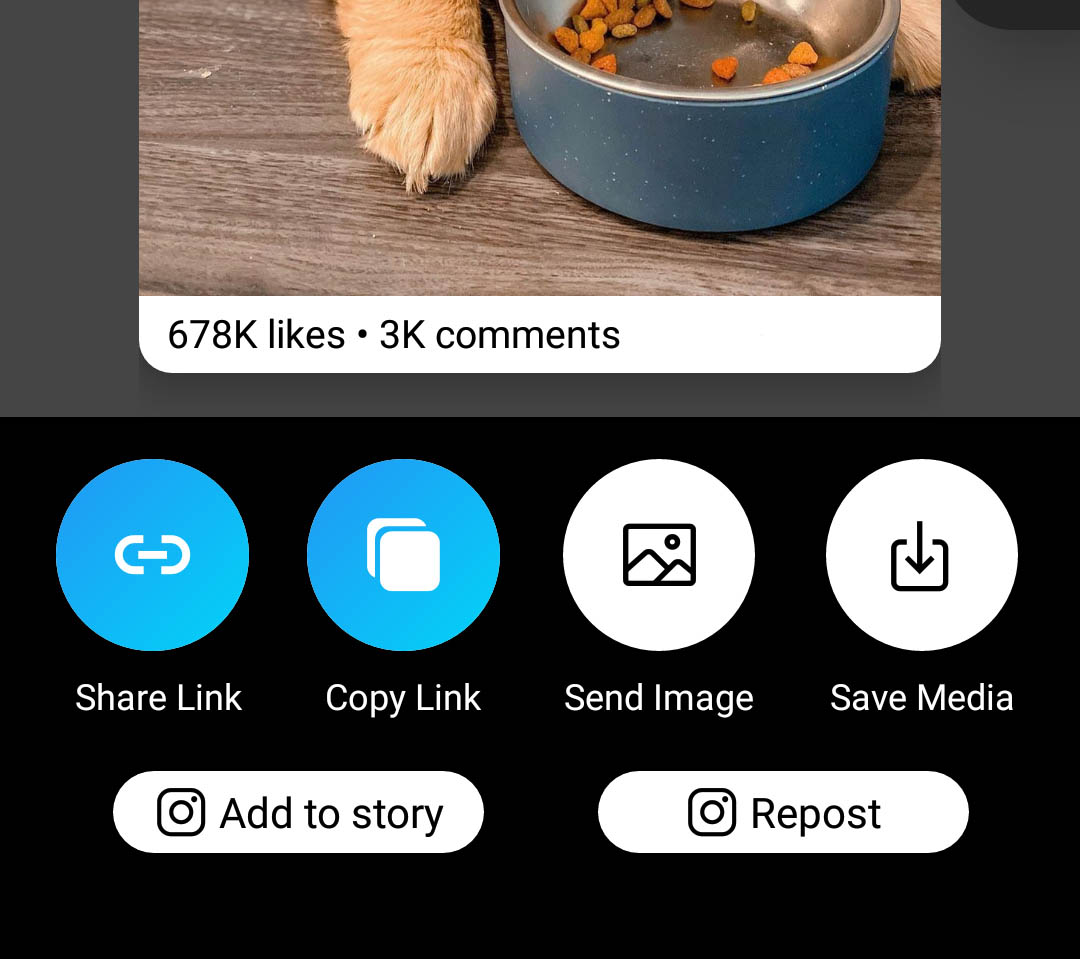 678K likes • 3K comments
Share Link
Copy Link
Send Image
Save Media
Add to story
Repost